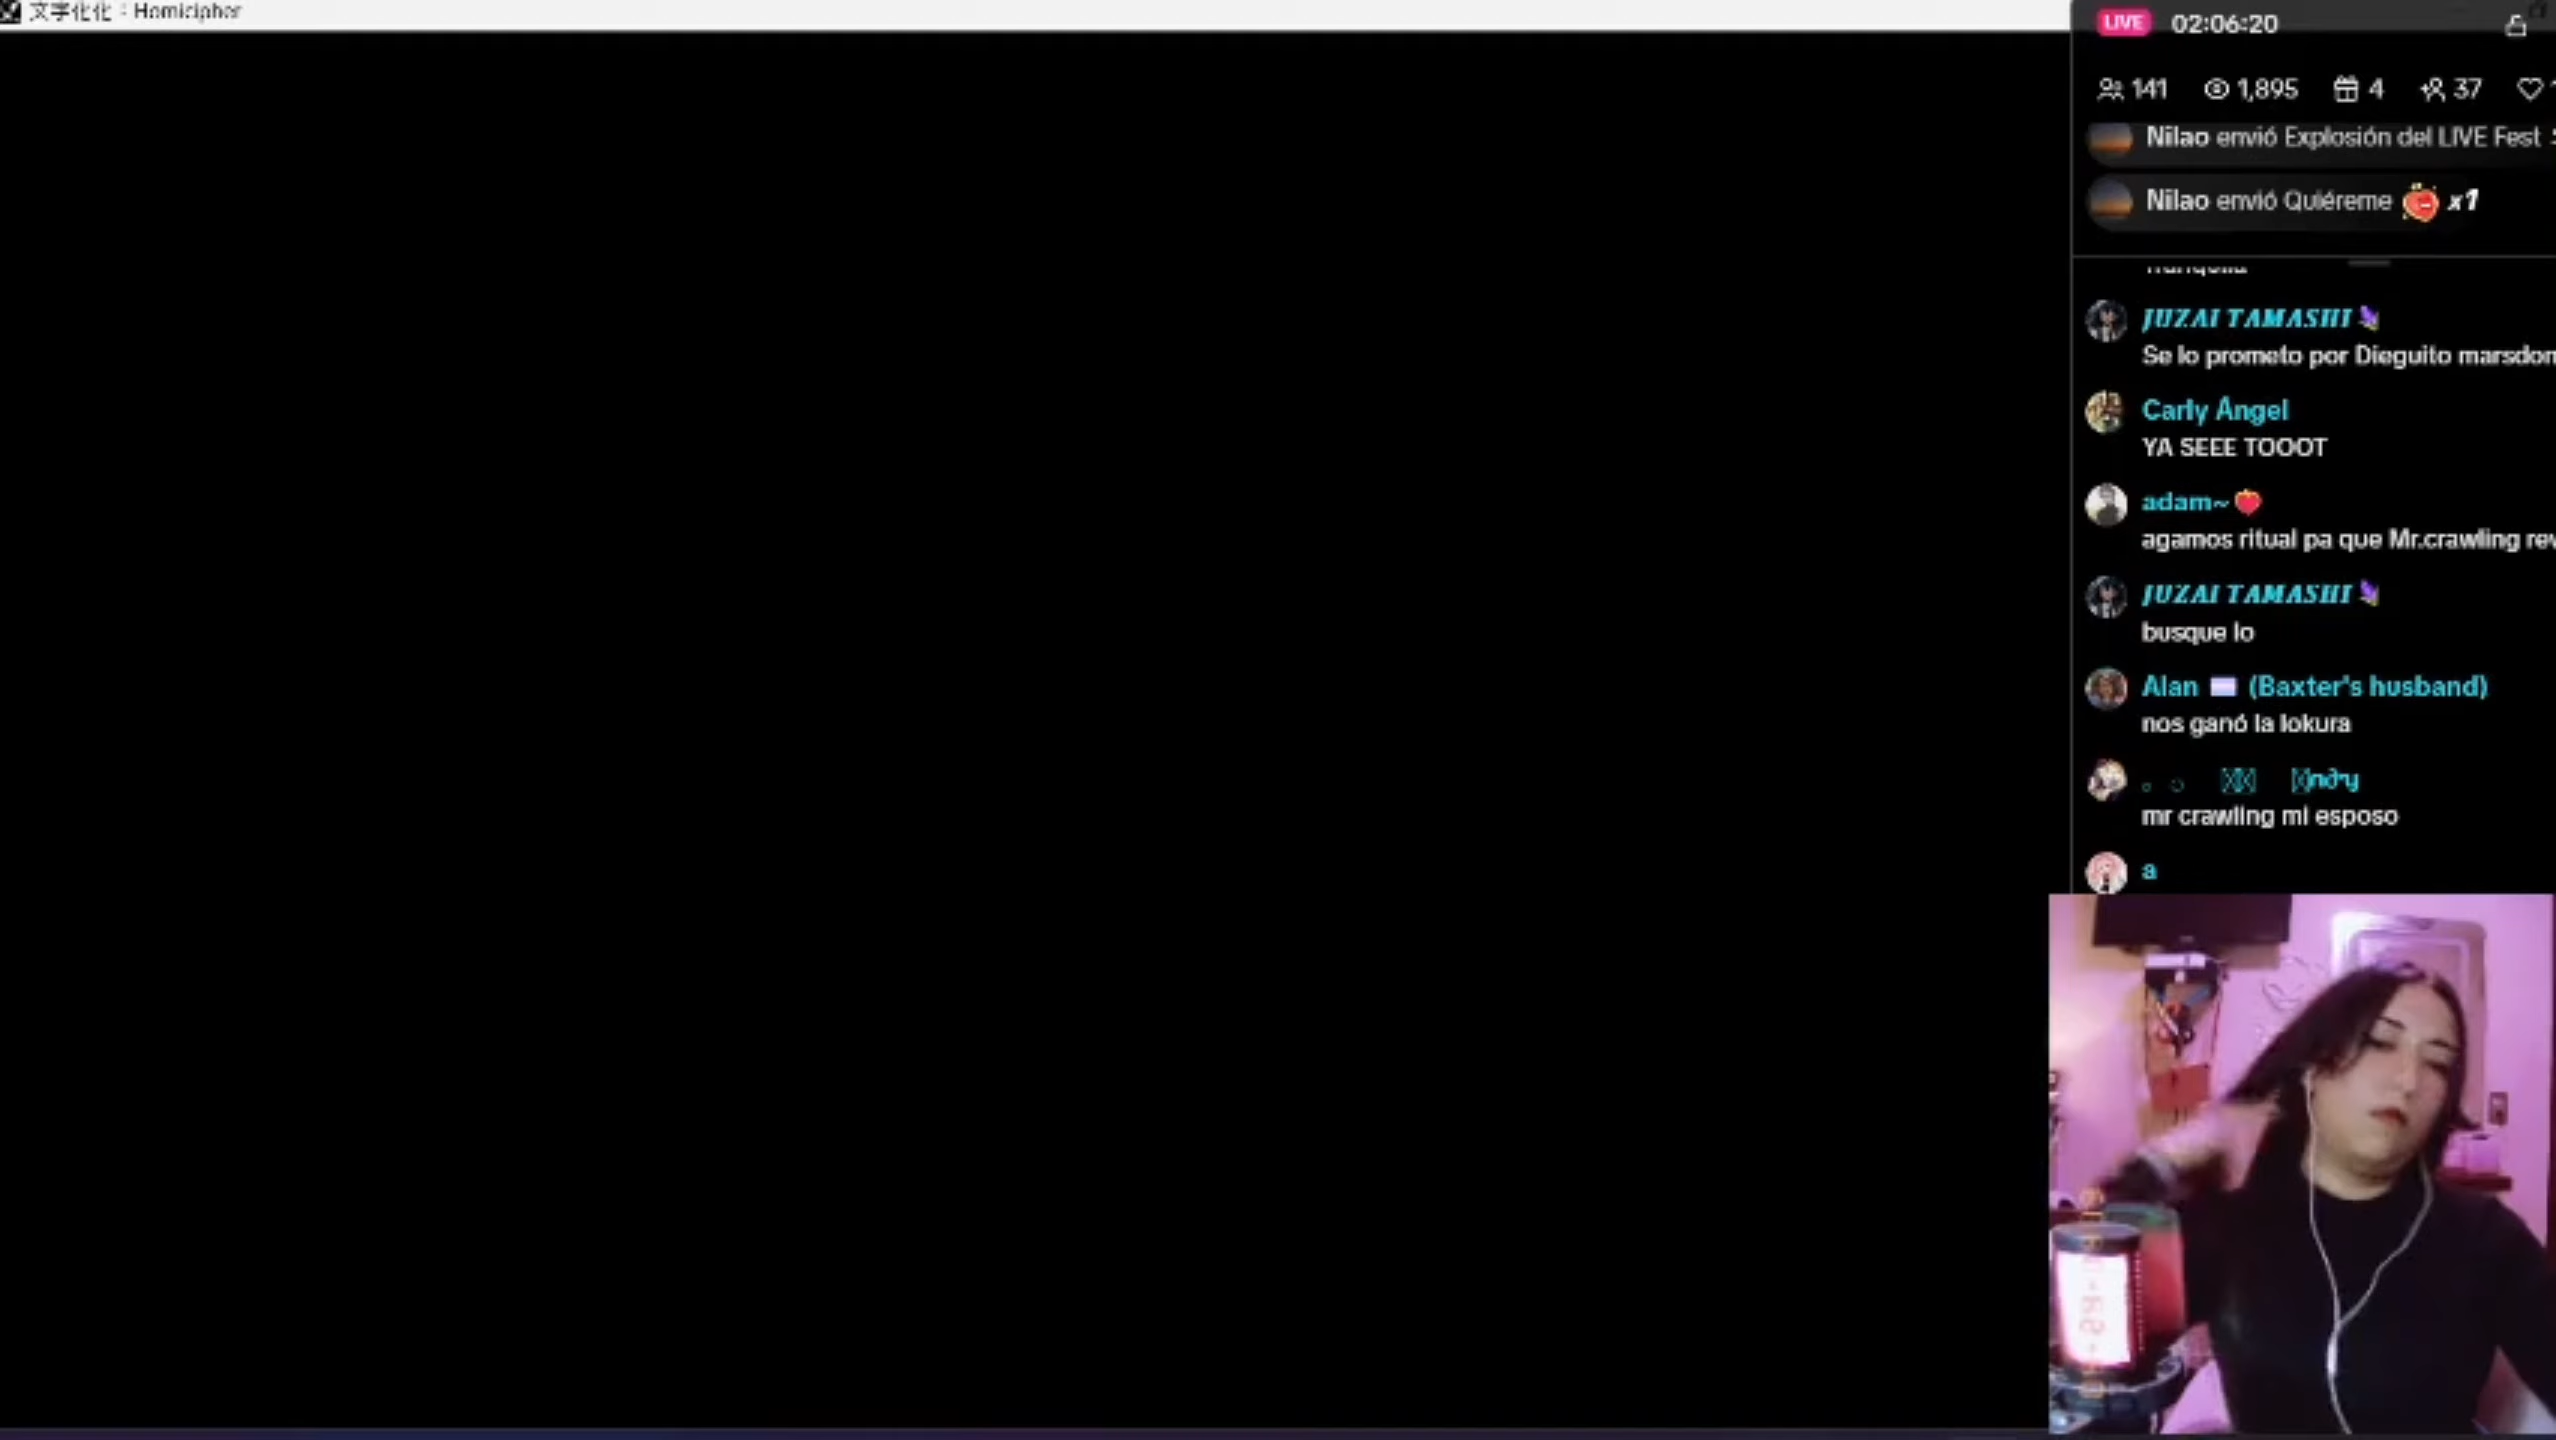 文字化化：Homicipher
LIVE 02:06:20
141 1,895 4 37
Nilao envió Explosión del LIVE Fest
Nilao envió Quiéreme x1
JUZAI TAMASHI
Se lo prometo por Dieguito marsdon
Carly Ángel
YA SEEE TOOOT
adam~
agamos ritual pa que Mr.crawling rev
JUZAI TAMASHI
busque lo
Alan (Baxter's husband)
nos ganó la lokura
mr crawling mi esposo
a